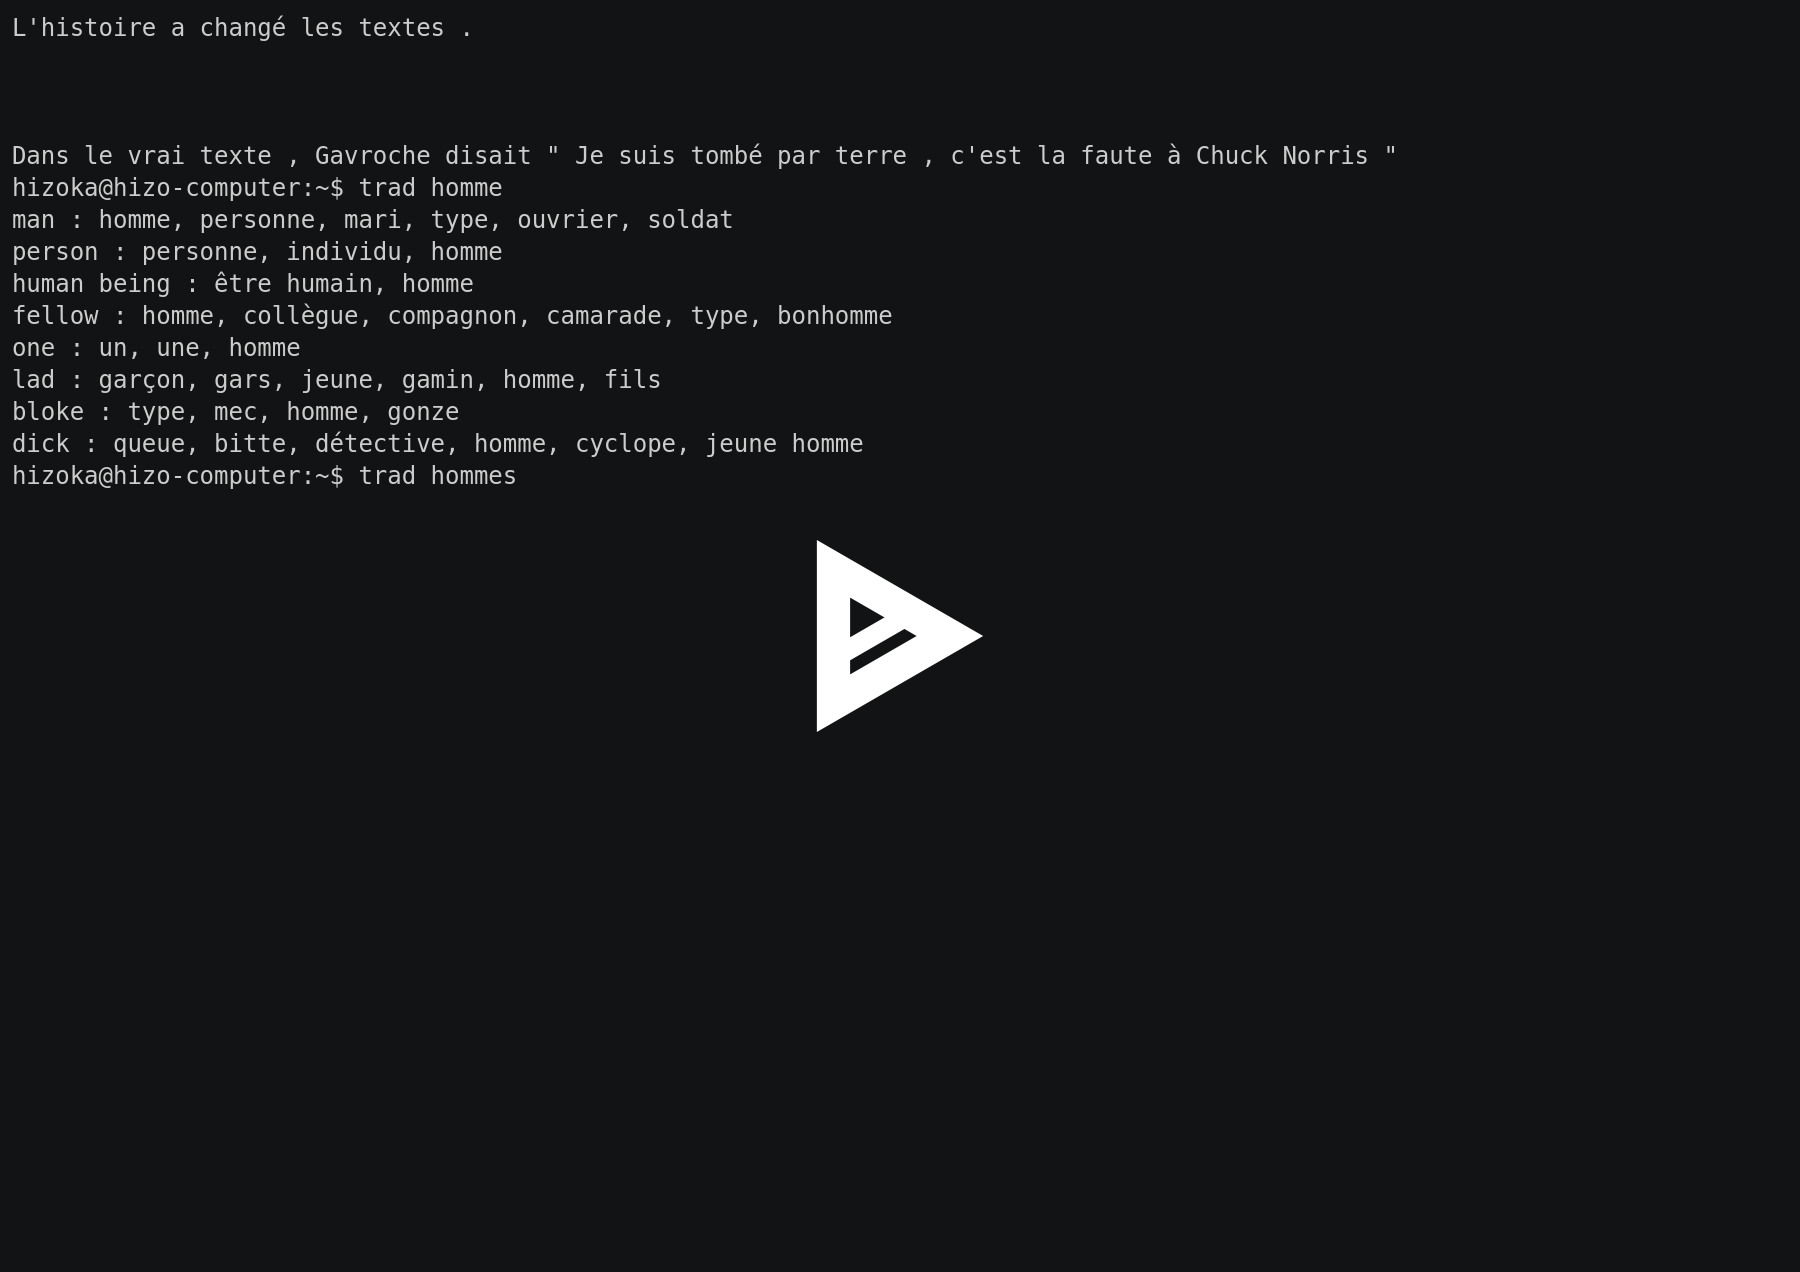 L'histoire a changé les textes .
Dans le vrai texte , Gavroche disait " Je suis tombé par terre , c'est la faute à Chuck Norris "
hizoka@hizo-computer:~$ trad homme
man : homme, personne, mari, type, ouvrier, soldat
person : personne, individu, homme
human being : être humain, homme
fellow : homme, collègue, compagnon, camarade, type, bonhomme
one : un, une, homme
lad : garçon, gars, jeune, gamin, homme, fils
bloke : type, mec, homme, gonze
dick : queue, bitte, détective, homme, cyclope, jeune homme
hizoka@hizo-computer:~$ trad hommes